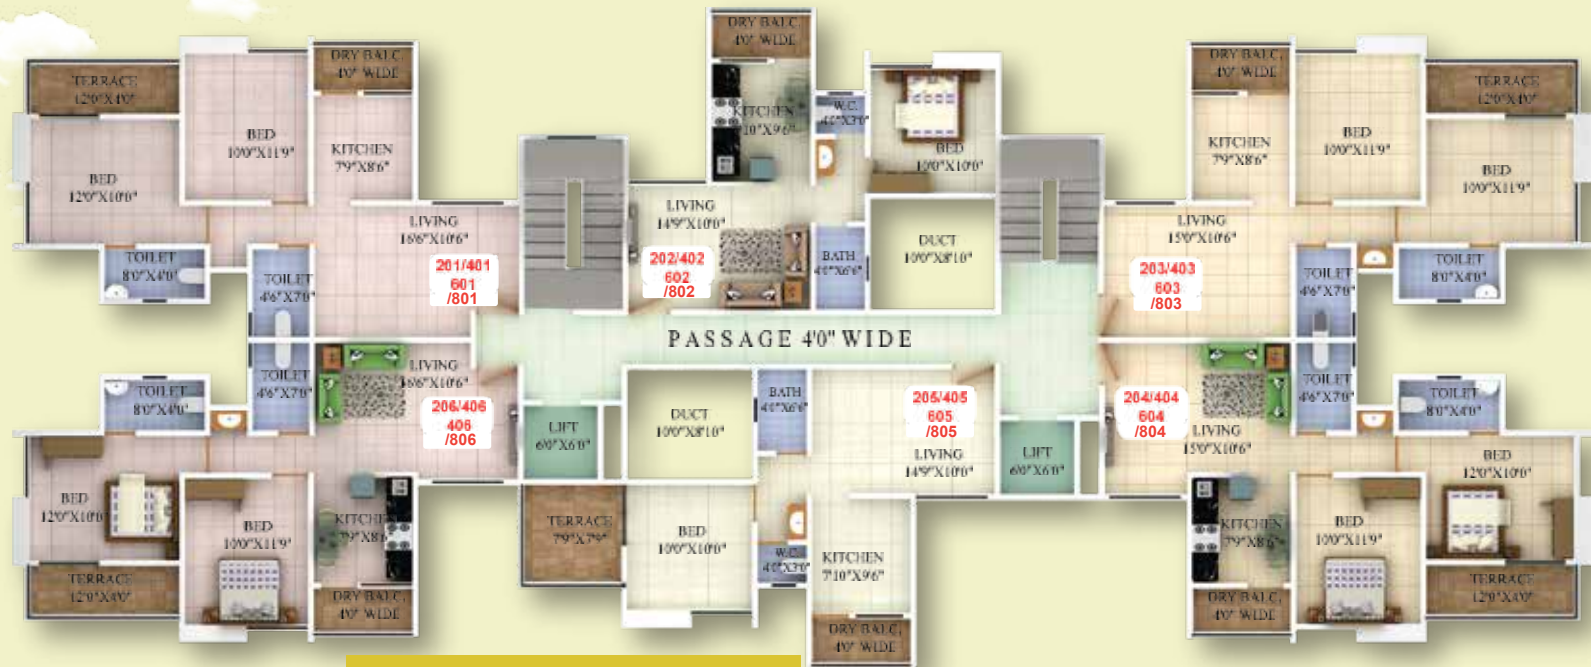 TERRACE
12'0"X4'0"
BED
12'0"X10'0"
BED
10'0"X11'9"
DRY BALC.
4'0" WIDE
KITCHEN
7'9"X8'6"
LIVING
16'6"X10'6"
201/401
601
/801
TOILET
8'0"X4'0"
TOILET
4'6"X7'0"
DRY BALC.
4'0" WIDE
KITCHEN
7'10"X9'6"
W.C.
4'0"X3'0"
BED
10'0"X10'0"
LIVING
14'9"X10'0"
202/402
602
/802
BATH
4'0"X6'6"
DUCT
10'0"X8'10"
DRY BALC.
4'0" WIDE
KITCHEN
7'9"X8'6"
BED
10'0"X11'9"
TERRACE
12'0"X4'0"
BED
10'0"X11'9"
LIVING
15'0"X10'6"
203/403
603
/803
TOILET
4'6"X7'0"
TOILET
8'0"X4'0"
PASSAGE 4'0" WIDE
TOILET
8'0"X4'0"
TOILET
4'6"X7'0"
LIVING
16'6"X10'6"
206/406
406
/806
BED
12'0"X10'0"
BED
10'0"X11'9"
KITCHEN
7'9"X8'6"
TERRACE
12'0"X4'0"
DRY BALC.
4'0" WIDE
LIFT
6'0"X6'0"
DUCT
10'0"X8'10"
BATH
4'0"X6'6"
205/405
605
/805
LIVING
14'9"X10'0"
TERRACE
7'9"X7'9"
BED
10'0"X10'0"
W.C.
4'0"X3'0"
KITCHEN
7'10"X9'6"
DRY BALC.
4'0" WIDE
LIFT
6'0"X6'0"
204/404
604
/804
LIVING
15'0"X10'6"
TOILET
4'6"X7'0"
TOILET
8'0"X4'0"
KITCHEN
7'9"X8'6"
BED
10'0"X11'9"
BED
12'0"X10'0"
DRY BALC.
4'0" WIDE
TERRACE
12'0"X4'0"